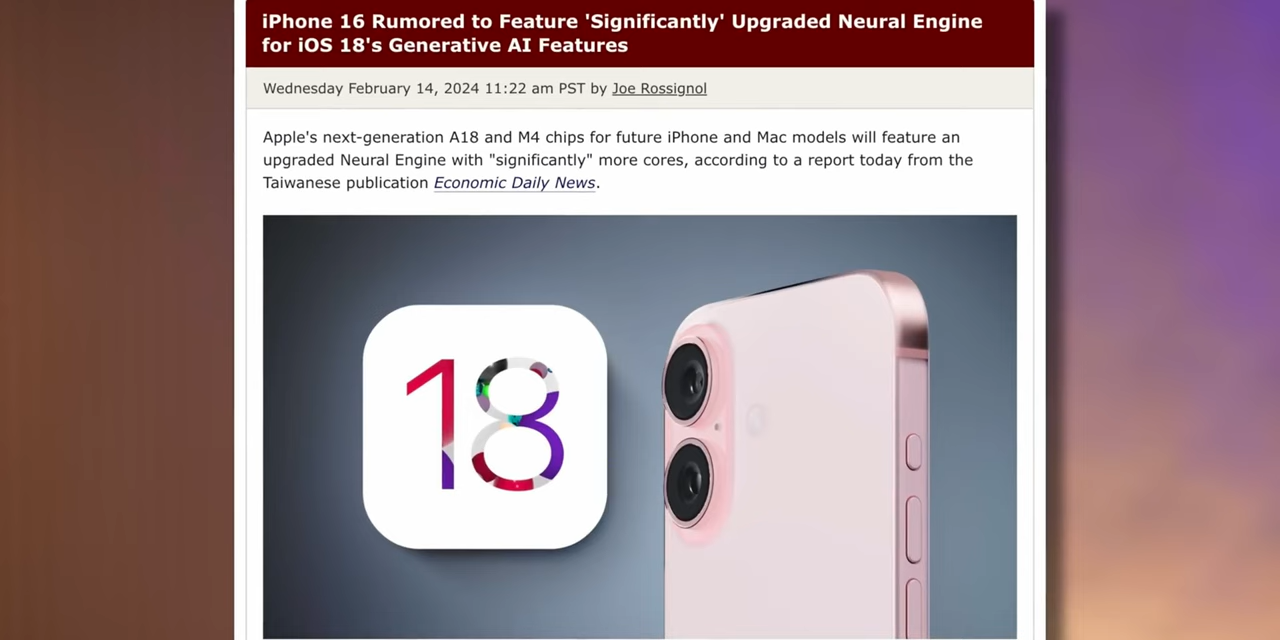 iPhone 16 Rumored to Feature 'Significantly' Upgraded Neural Engine
for iOS 18's Generative AI Features
Wednesday February 14, 2024 11:22 am PST by Joe Rossignol
Apple's next-generation A18 and M4 chips for future iPhone and Mac models will feature an
upgraded Neural Engine with "significantly" more cores, according to a report today from the
Taiwanese publication Economic Daily News.
18